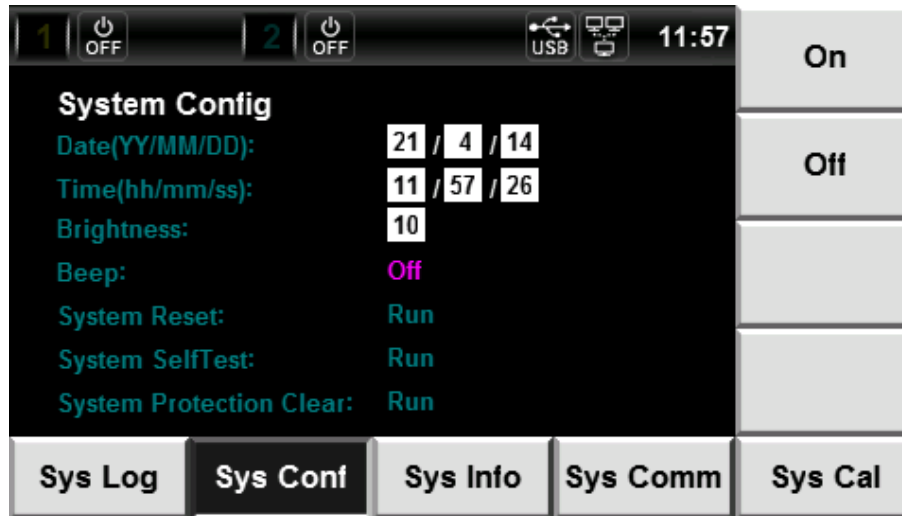 1 OFF 2 OFF USB 11:57
On
System Config
Date(YY/MM/DD): 21 / 4 / 14
Off
Time(hh/mm/ss): 11 / 57 / 26
Brightness: 10
Beep: Off
System Reset: Run
System SelfTest: Run
System Protection Clear: Run
Sys Log Sys Conf Sys Info Sys Comm Sys Cal